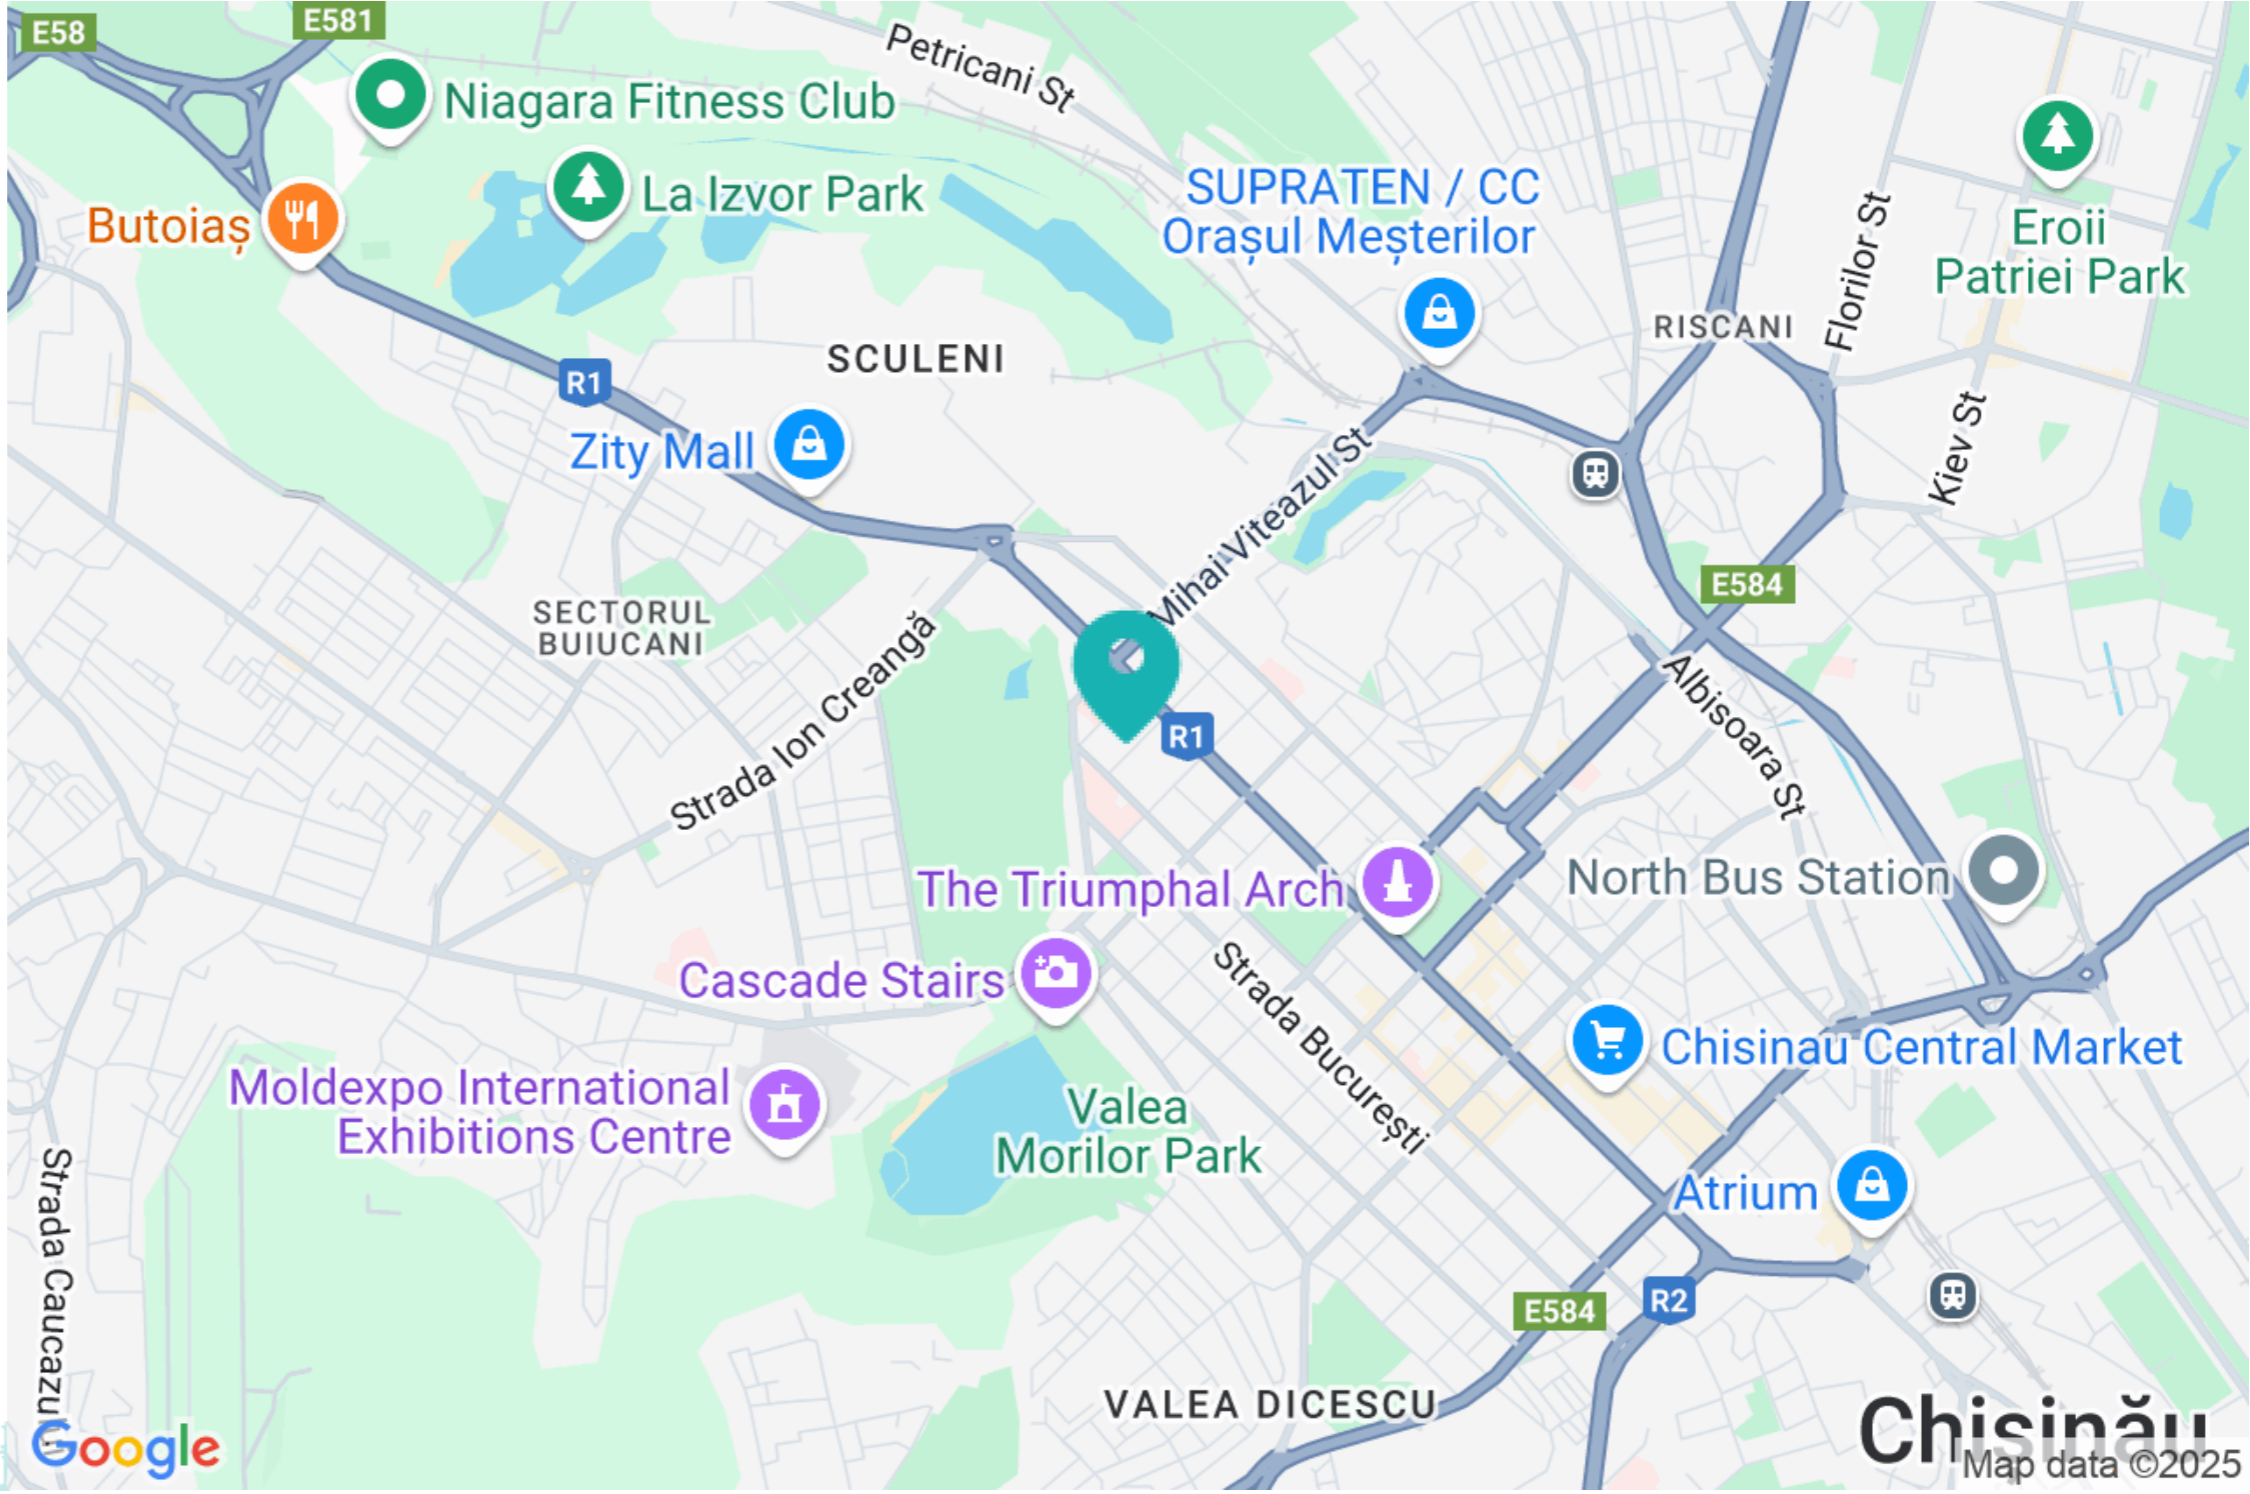 E58
E581
Petricani St
Niagara Fitness Club
La Izvor Park
Butoiaș
SUPRATEN / CC
Orașul Meșterilor
Florilor St
Eroii
Patriei Park
RISCANI
SCULENI
R1
Zity Mall
Mihai Viteazul St
Kiev St
E584
SECTORUL
BUIUCANI
Strada Ion Creangă
R1
Albisoara St
The Triumphal Arch
North Bus Station
Cascade Stairs
Strada București
Chisinau Central Market
Moldexpo International
Exhibitions Centre
Valea
Morilor Park
Strada Caucazului
Atrium
E584
R2
VALEA DICESCU
Chișinău
Google
Map data ©2025